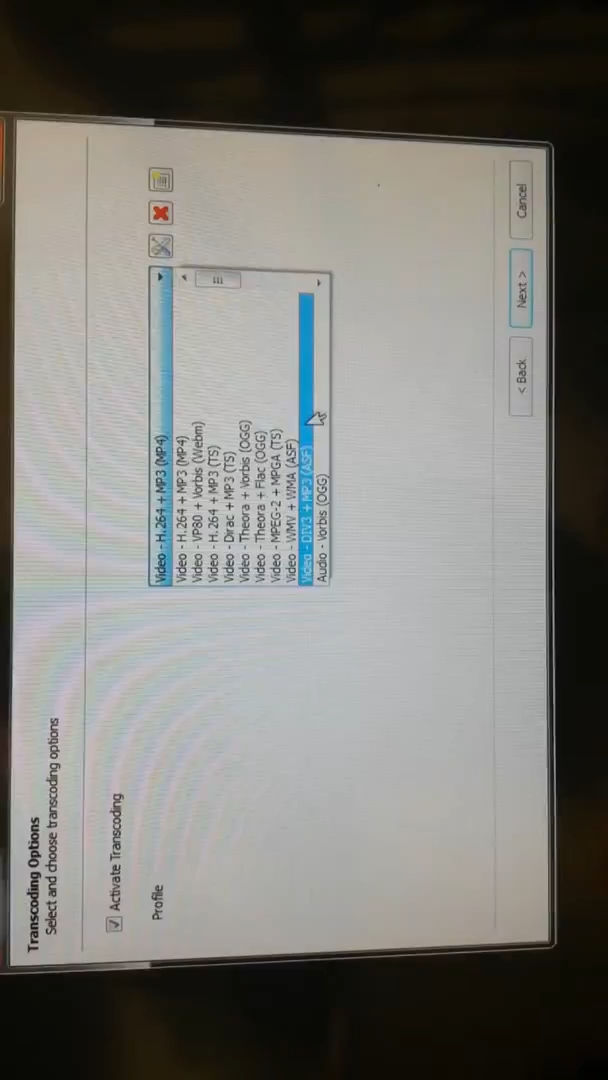 Transcoding Options
Select and choose transcoding options
Activate Transcoding
Profile
Video - H.264 + MP3 (MP4)
Video - H.264 + MP3 (MP4)
Video - VP80 + Vorbis (Webm)
Video - H.264 + MP3 (TS)
Video - Dirac + MP3 (TS)
Video - Theora + Vorbis (OGG)
Video - Theora + Flac (OGG)
Video - MPEG-2 + MPGA (TS)
Video - WMV + WMA (ASF)
Video - DIV3 + MP3 (ASF)
Audio - Vorbis (OGG)
< Back
Next >
Cancel